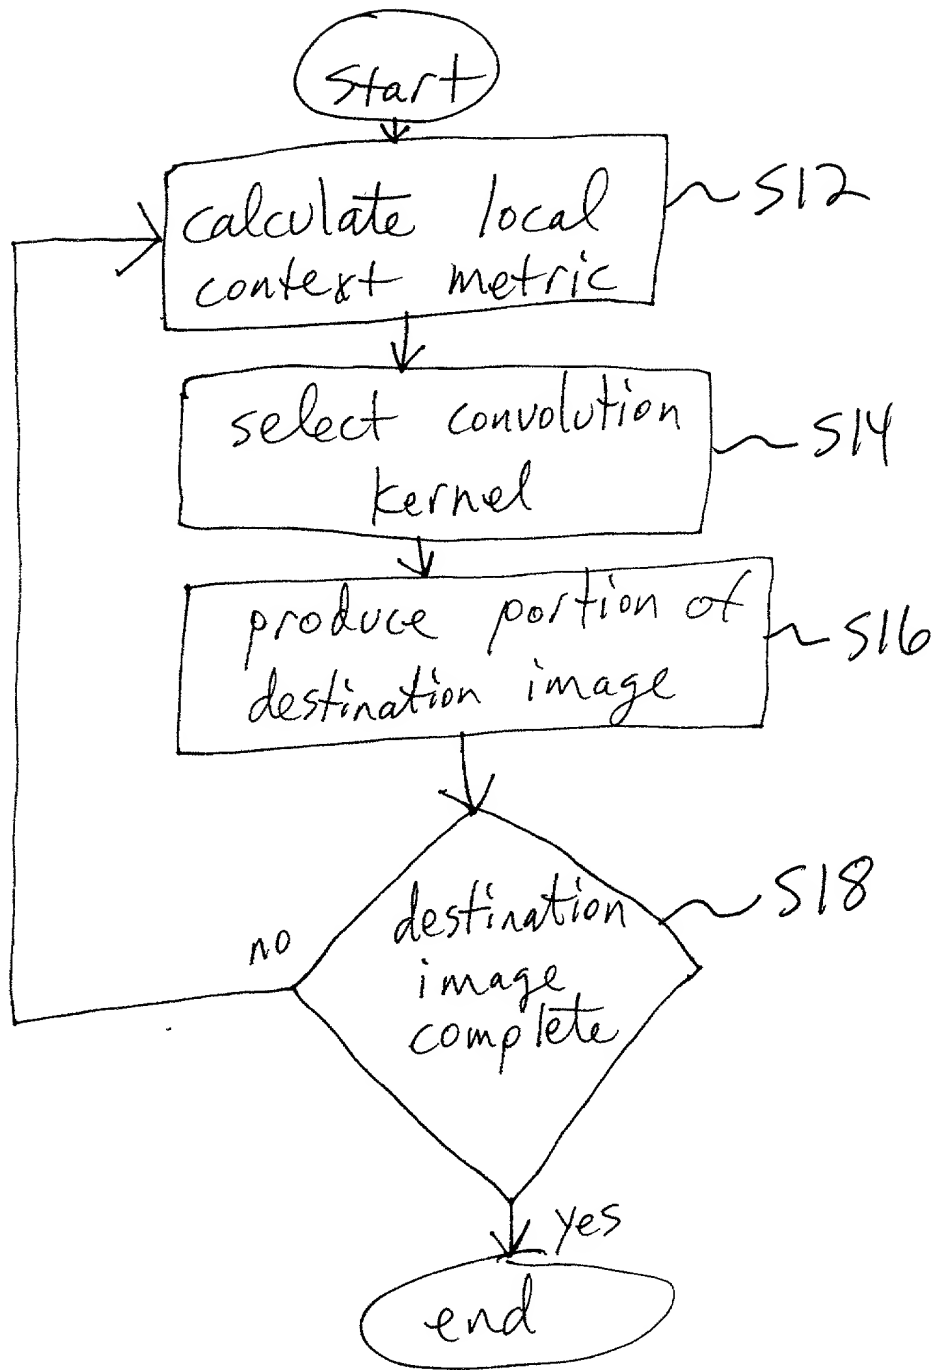 start
calculate local
context metric
S12
select convolution
kernel
S14
produce portion of
destination image
S16
destination
image
complete
S18
no
yes
end